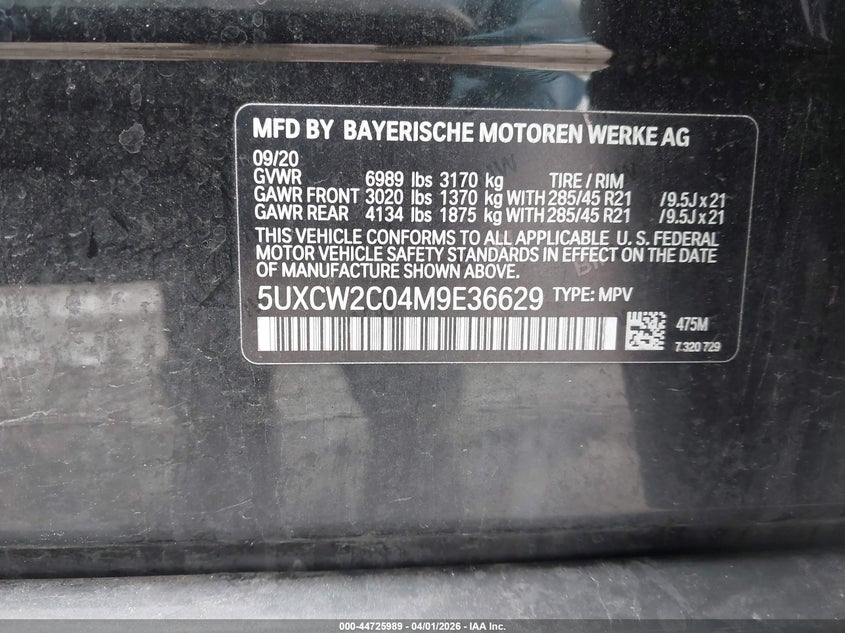 MFD BY BAYERISCHE MOTOREN WERKE AG
09/20
GVWR 6989 lbs 3170 kg TIRE / RIM
GAWR FRONT 3020 lbs 1370 kg WITH 285/45 R21 /9.5J x 21
GAWR REAR 4134 lbs 1875 kg WITH 285/45 R21 /9.5J x 21
THIS VEHICLE CONFORMS TO ALL APPLICABLE U. S. FEDERAL
MOTOR VEHICLE SAFETY STANDARDS IN EFFECT ON THE DATE
OF MANUFACTURE SHOWN ABOVE.
5UXCW2C04M9E36629 TYPE: MPV
475M
7.320 729
000-44725989 - 04/01/2026 - IAA Inc.